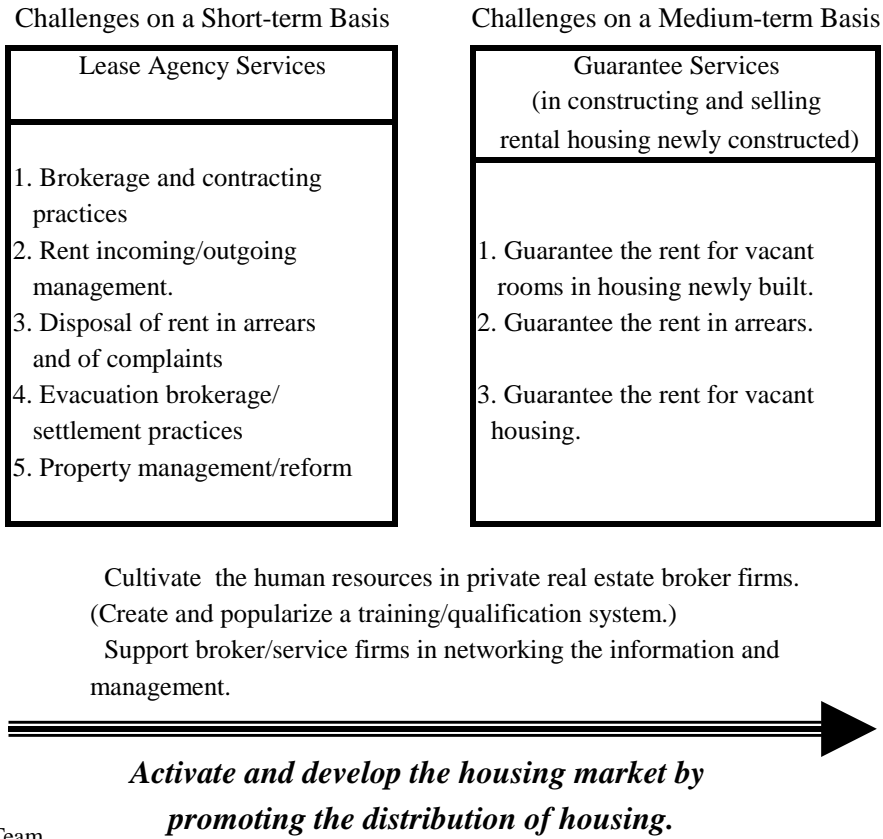 Challenges on a Short-term Basis
Lease Agency Services
1. Brokerage and contracting
practices
2. Rent incoming/outgoing
management.
3. Disposal of rent in arrears
and of complaints
4. Evacuation brokerage/
settlement practices
5. Property management/reform
Challenges on a Medium-term Basis
Guarantee Services
(in constructing and selling
rental housing newly constructed)
1. Guarantee the rent for vacant
rooms in housing newly built.
2. Guarantee the rent in arrears.
3. Guarantee the rent for vacant
housing.
Cultivate the human resources in private real estate broker firms.
(Create and popularize a training/qualification system.)
Support broker/service firms in networking the information and
management.
Activate and develop the housing market by
promoting the distribution of housing.
Team